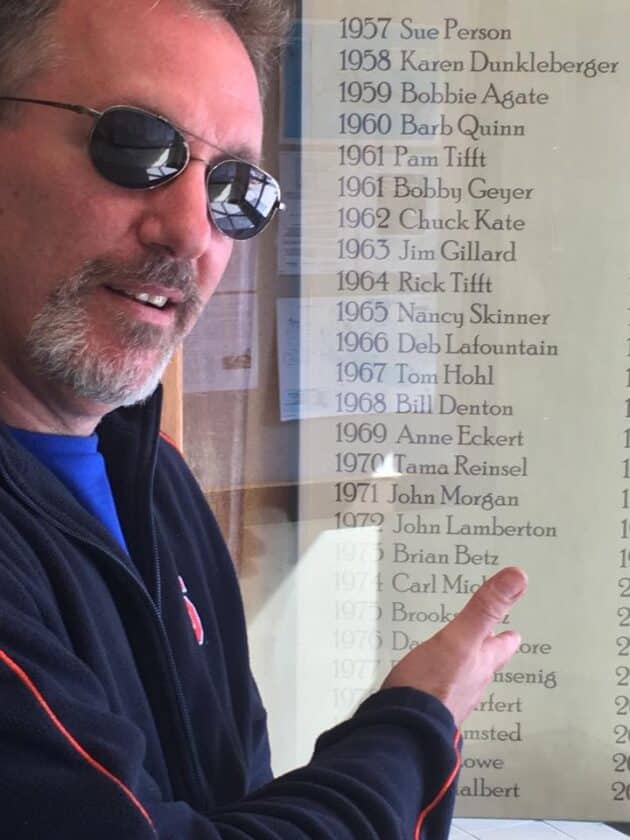 1957 Sue Person
1958 Karen Dunkleberger
1959 Bobbie Agate
1960 Barb Quinn
1961 Pam Tifft
1961 Bobby Geyer
1962 Chuck Kate
1963 Jim Gillard
1964 Rick Tifft
1965 Nancy Skinner
1966 Deb Lafountain
1967 Tom Hohl
1968 Bill Denton
1969 Anne Eckert
1970 Tama Reinsel
1971 John Morgan
1972 John Lamberton
1973 Brian Betz
1974 Carl
1975
1976
1977